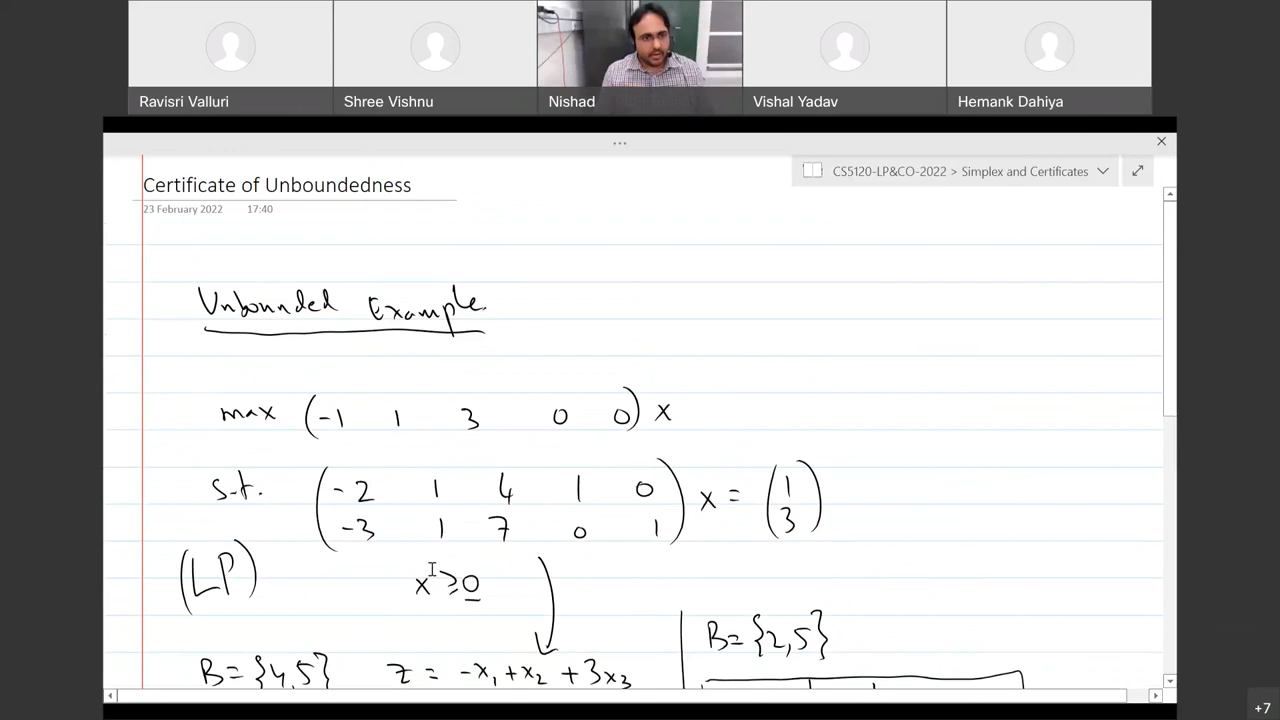 Ravisri Valluri
Shree Vishnu
Nishad
Vishal Yadav
Hemank Dahiya
...
CS5120-LP&CO-2022 > Simplex and Certificates
Certificate of Unboundedness
23 February 2022 17:40
Unbounded Example
max (-1 1 3 0 0) x
s.t. (-2 1 4 1 0
-3 1 7 0 1) x = (1
3)
(LP)
x ≥ 0
B = {2,5}
B = {4,5} z = -x₁ + x₂ + 3x₃
+7